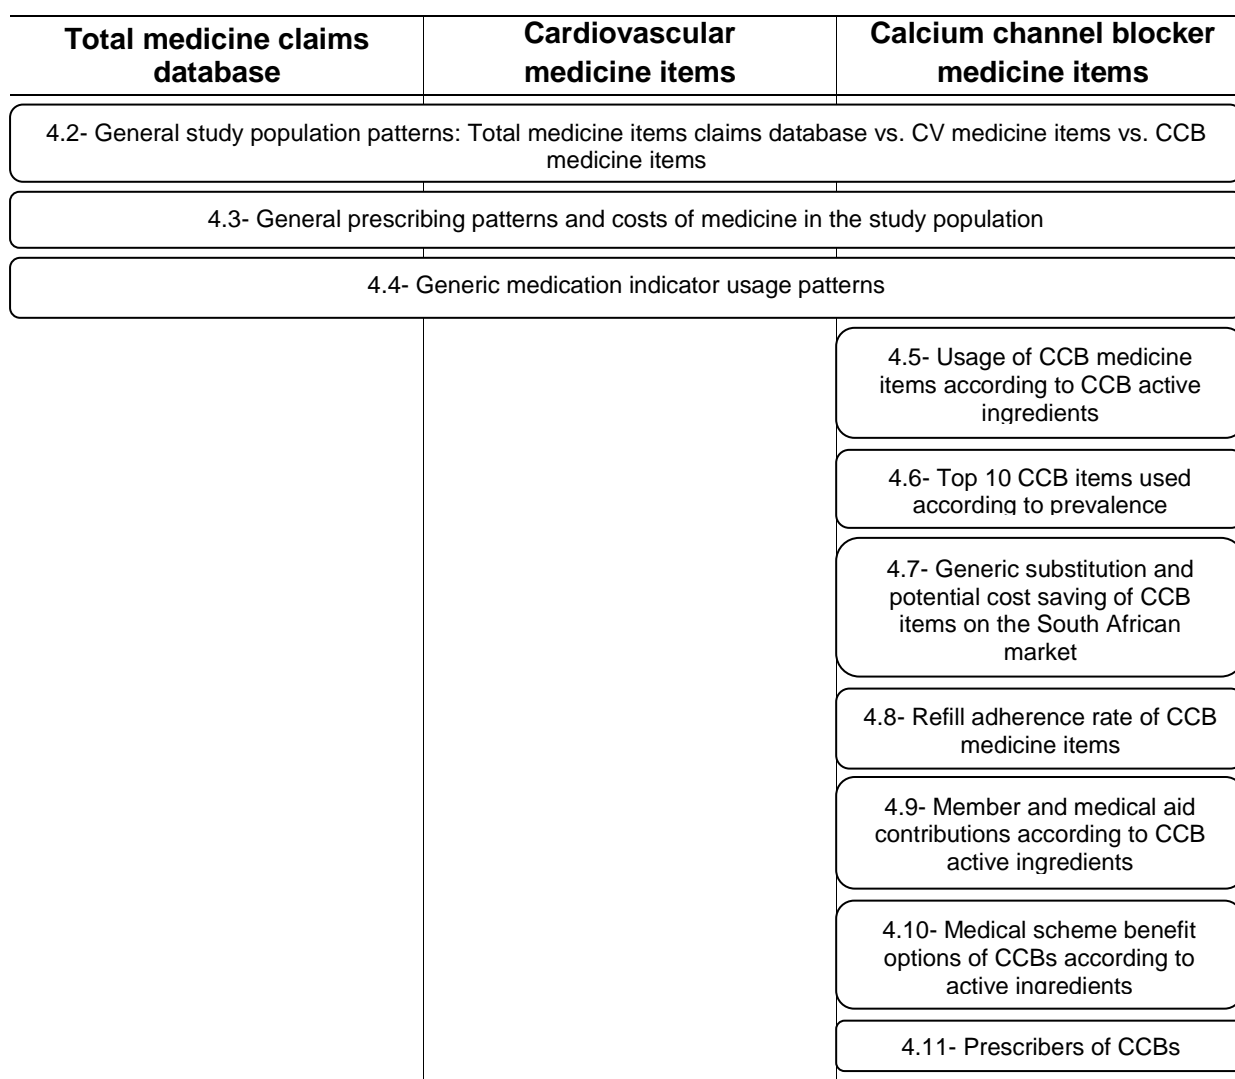 Total medicine claims
database
Cardiovascular
medicine items
Calcium channel blocker
medicine items
4.2- General study population patterns: Total medicine items claims database vs. CV medicine items vs. CCB
medicine items
4.3- General prescribing patterns and costs of medicine in the study population
4.4- Generic medication indicator usage patterns
4.5- Usage of CCB medicine
items according to CCB active
ingredients
4.6- Top 10 CCB items used
according to prevalence
4.7- Generic substitution and
potential cost saving of CCB
items on the South African
market
4.8- Refill adherence rate of CCB
medicine items
4.9- Member and medical aid
contributions according to CCB
active ingredients
4.10- Medical scheme benefit
options of CCBs according to
active ingredients
4.11- Prescribers of CCBs